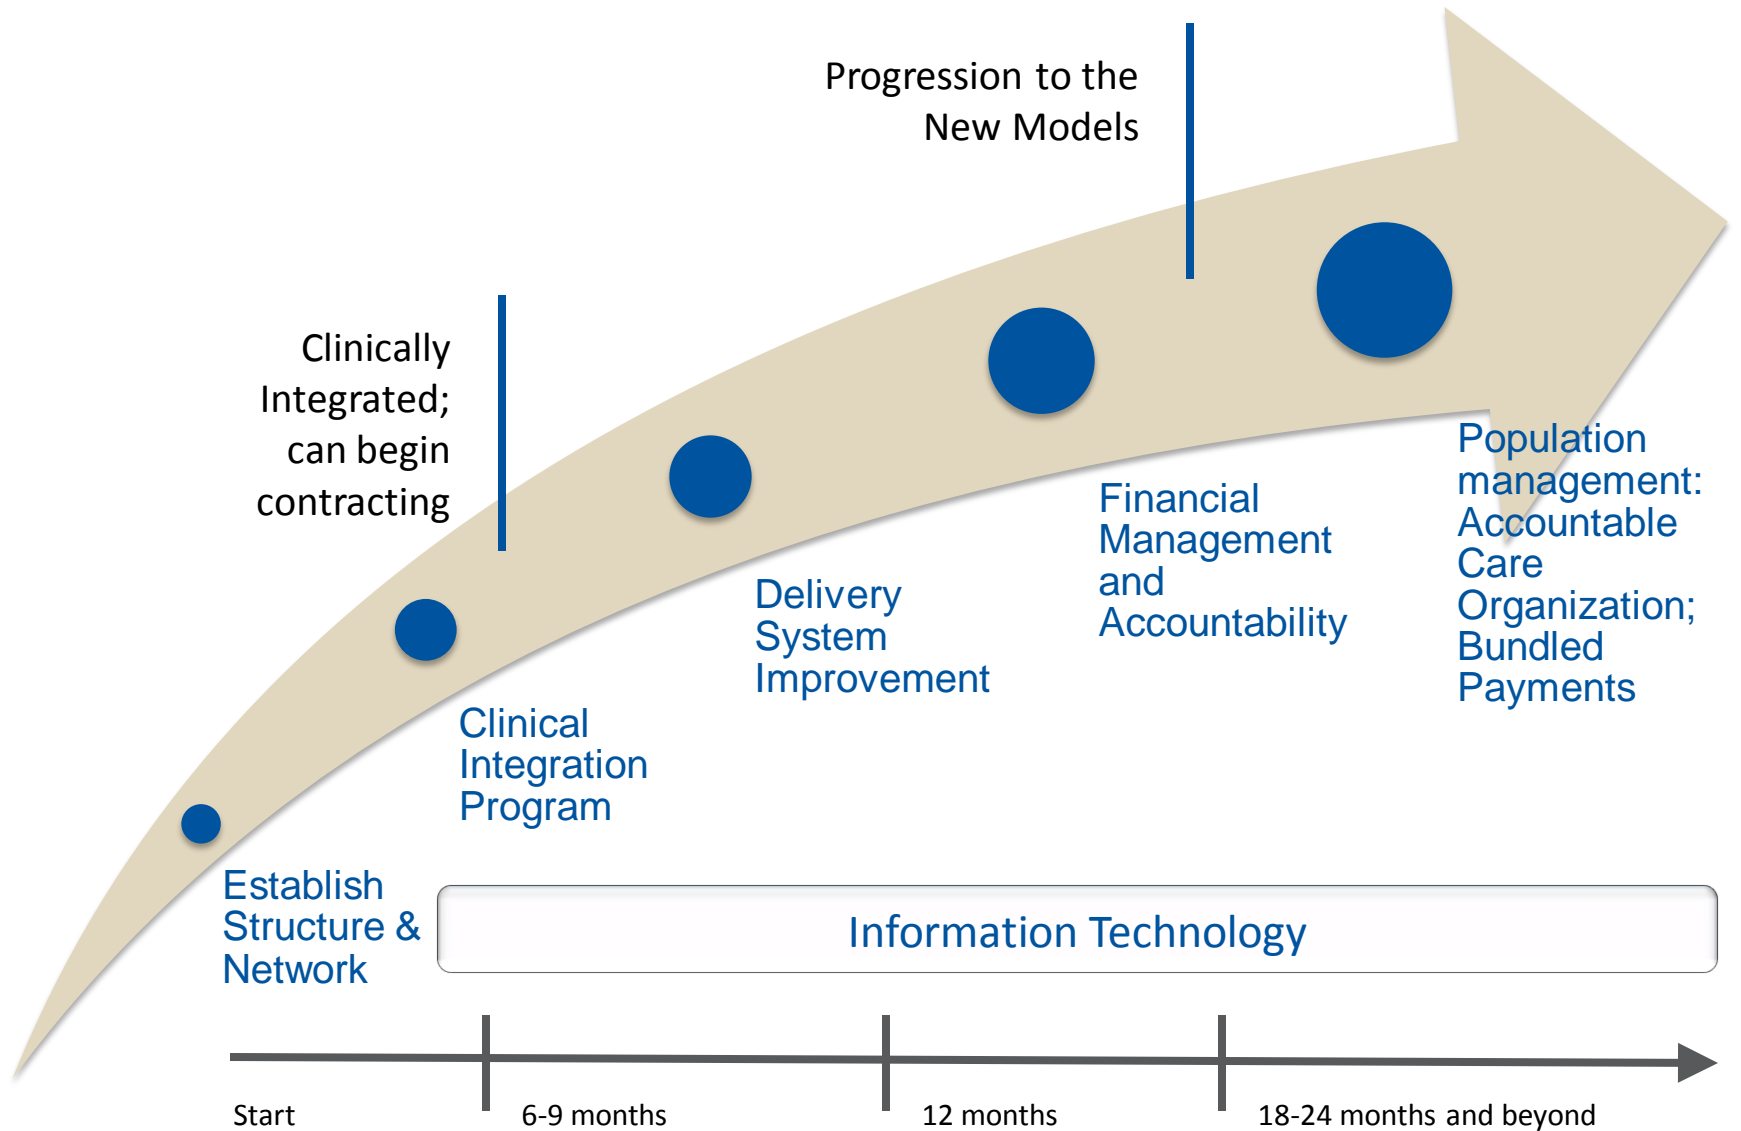 Progression to the
New Models
Clinically
Integrated;
can begin
contracting
Population
management:
Accountable
Care
Organization;
Bundled
Payments
Financial
Management
and
Accountability
Delivery
System
Improvement
Clinical
Integration
Program
Establish
Structure &
Network
Information Technology
Start
6-9 months
12 months
18-24 months and beyond